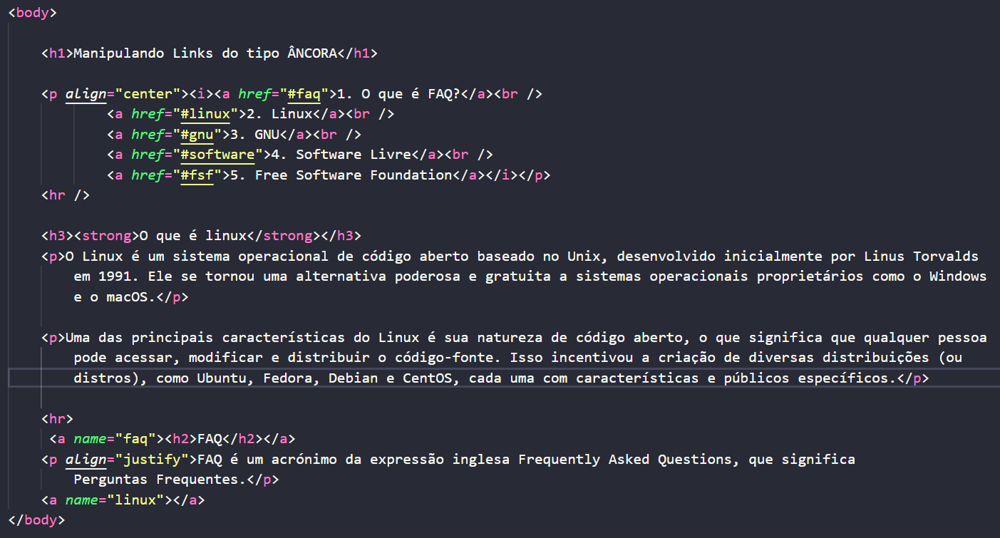 <body>
<h1>Manipulando Links do tipo ÂNCORA</h1>
<p align="center"><i><a href="#faq">1. O que é FAQ?</a><br />
<a href="#linux">2. Linux</a><br />
<a href="#gnu">3. GNU</a><br />
<a href="#software">4. Software Livre</a><br />
<a href="#fsf">5. Free Software Foundation</a></i></p>
<hr />
<h3><strong>O que é linux</strong></h3>
<p>O Linux é um sistema operacional de código aberto baseado no Unix, desenvolvido inicialmente por Linus Torvalds
em 1991. Ele se tornou uma alternativa poderosa e gratuita a sistemas operacionais proprietários como o Windows
e o macOS.</p>
<p>Uma das principais características do Linux é sua natureza de código aberto, o que significa que qualquer pessoa
pode acessar, modificar e distribuir o código-fonte. Isso incentivou a criação de diversas distribuições (ou
distros), como Ubuntu, Fedora, Debian e CentOS, cada uma com características e públicos específicos.</p>
<hr>
<a name="faq"><h2>FAQ</h2></a>
<p align="justify">FAQ é um acrónimo da expressão inglesa Frequently Asked Questions, que significa
Perguntas Frequentes.</p>
<a name="linux"></a>
</body>